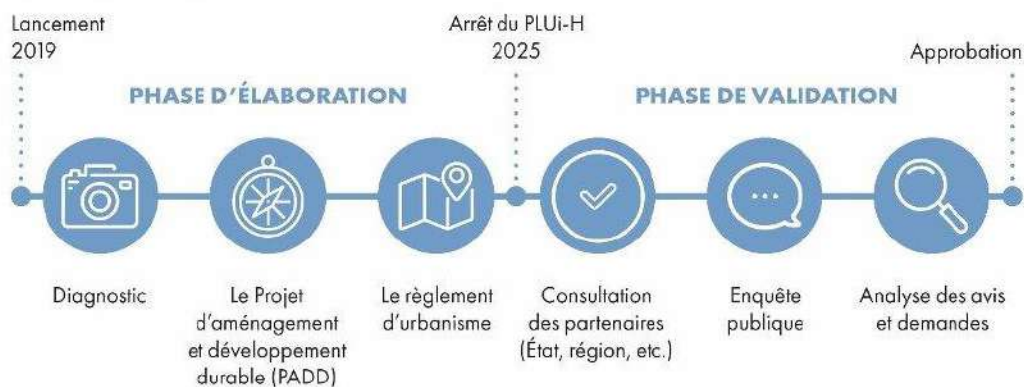 Lancement
2019
Arrêt du PLUi-H
2025
Approbation
PHASE D'ÉLABORATION
PHASE DE VALIDATION
Diagnostic
Le Projet
d'aménagement
et développement
durable (PADD)
Le règlement
d'urbanisme
Consultation
des partenaires
(État, région, etc.)
Enquête
publique
Analyse des avis
et demandes